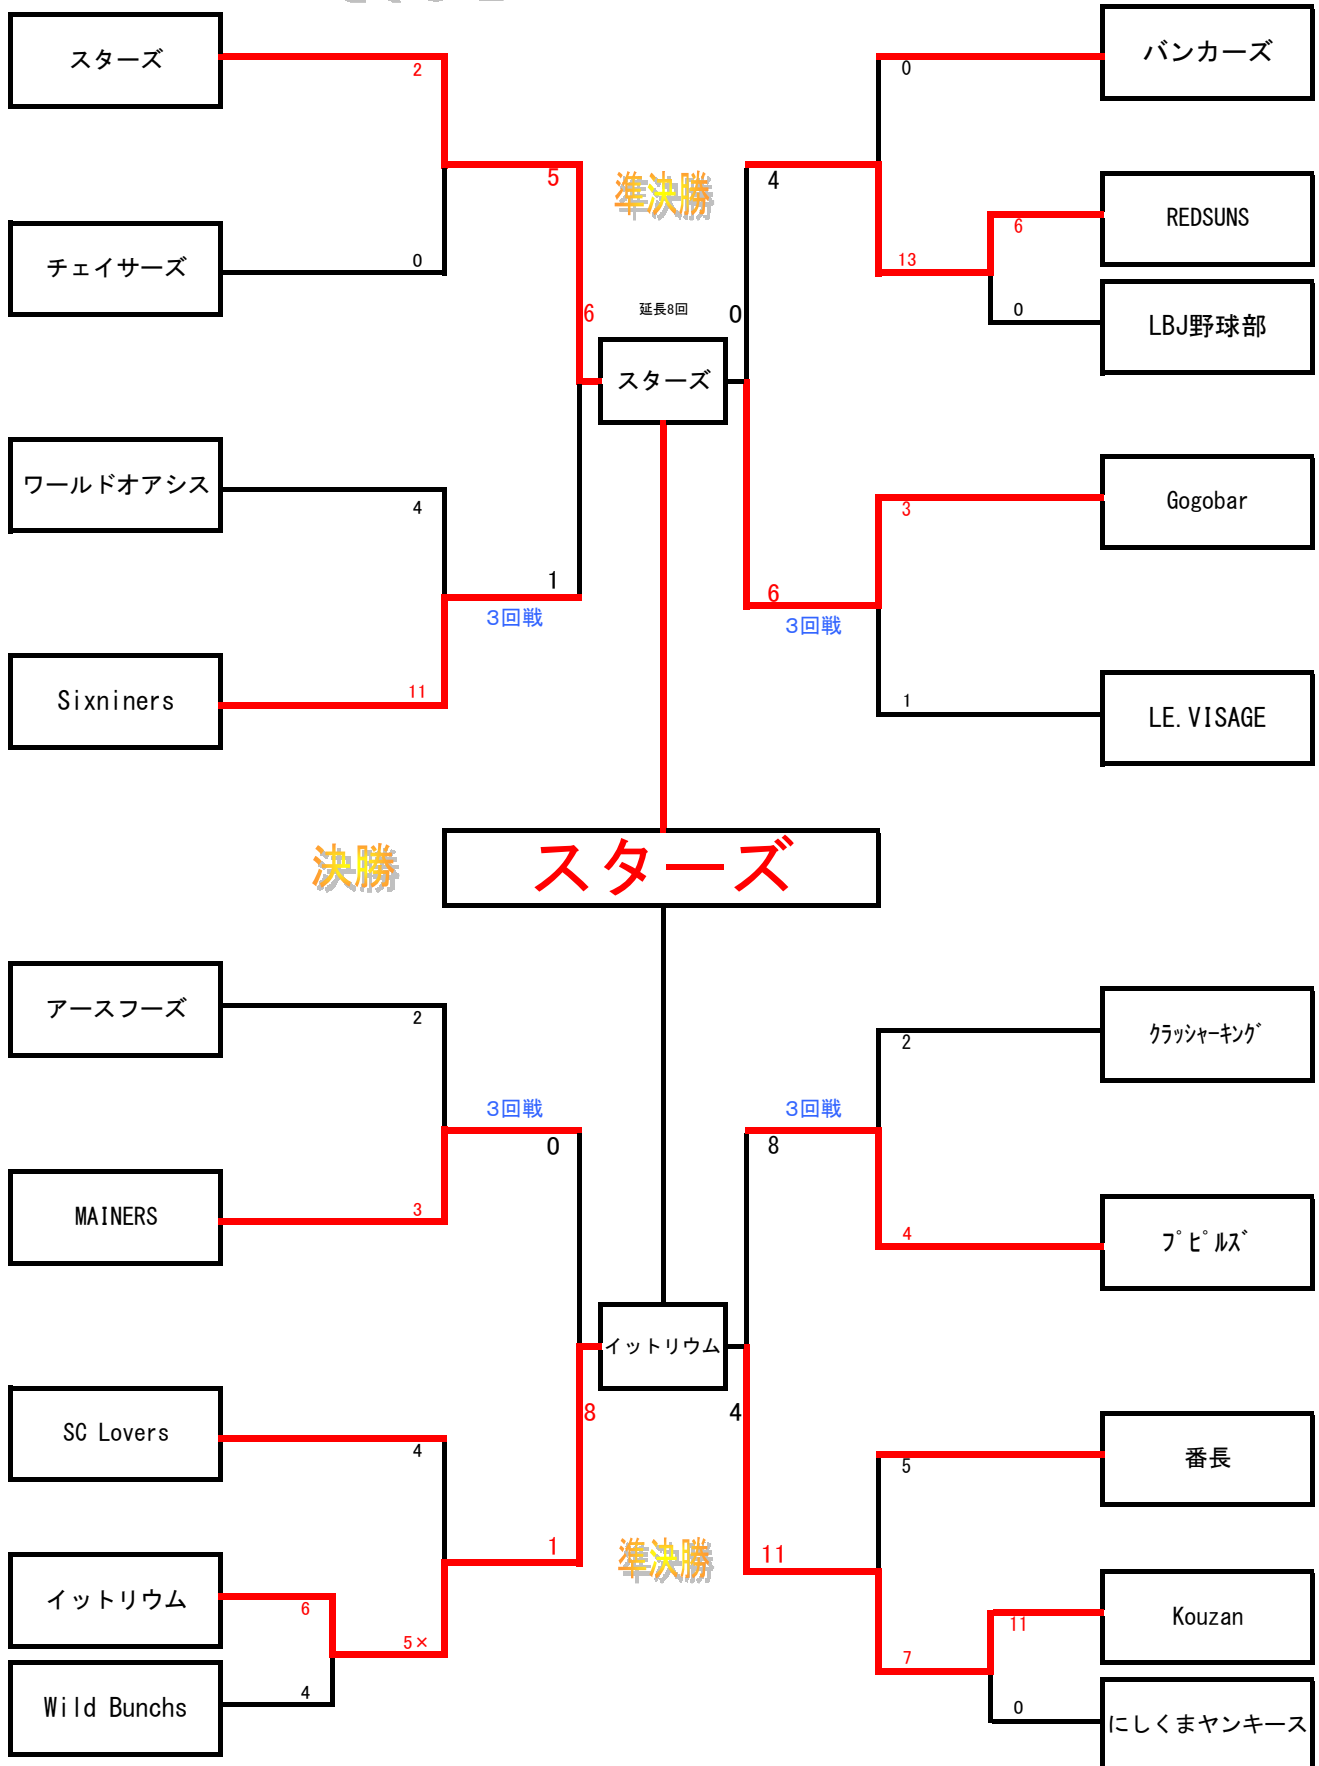 スターズ
2
バンカーズ
0
5
準決勝
4
REDSUNS
6
チェイサーズ
0
13
LBJ野球部
0
6
延長8回
0
スターズ
ワールドオアシス
4
Gogobar
3
1
3回戦
6
3回戦
Sixniners
11
LE.VISAGE
1
決勝
スターズ
アースフーズ
2
クラッシャーキング
2
3回戦
0
3回戦
8
MAINERS
3
プピルズ
4
イットリウム
8
4
SC Lovers
4
番長
5
1
準決勝
11
イットリウム
6
5×
Kouzan
11
7
Wild Bunchs
4
にしくまヤンキース
0